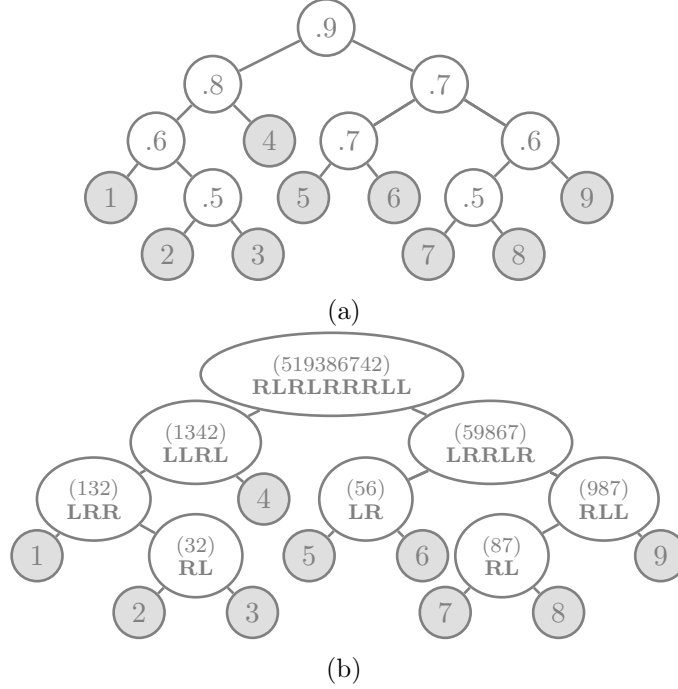 .9
.8 .7
.6 4 .7 .6
1 .5 5 6 .5 9
2 3 7 8
(a)
(519386742)
RLRLRRRLL
(1342) (59867)
LLRL LRRLR
(132) 4 (56) (987)
LRR LR RLL
1 (32) 5 6 (87) 9
RL RL
2 3 7 8
(b)